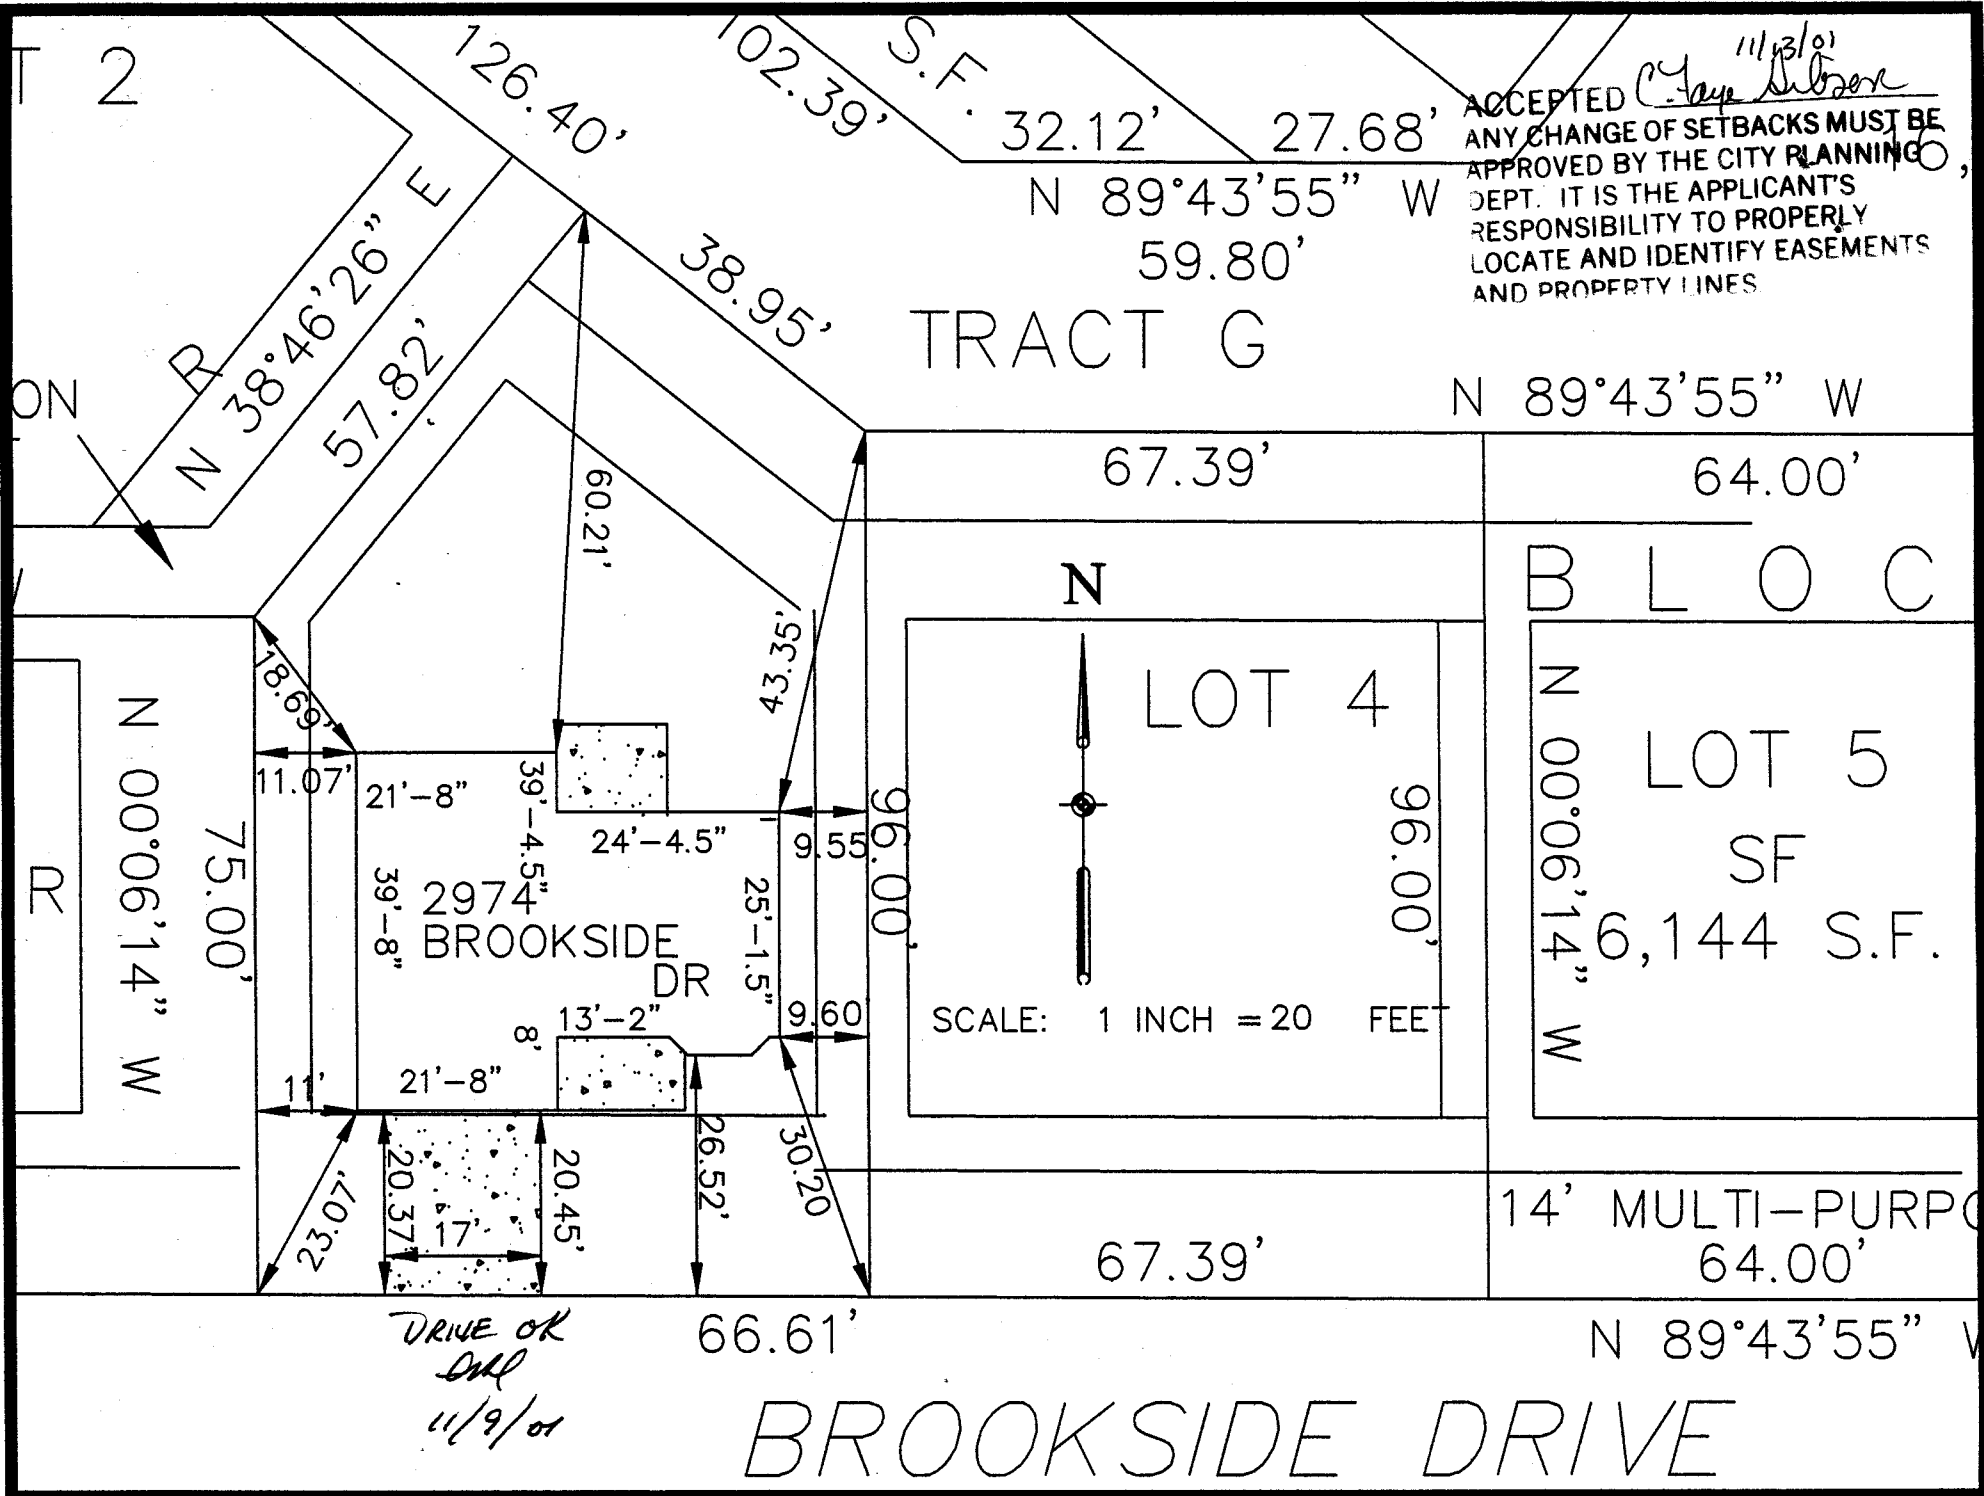 T 2
126.40'
102.39'
S.F.
32.12'
27.68'
11/13/01
ACCEPTED C. Faye Gibson
ANY CHANGE OF SETBACKS MUST BE
APPROVED BY THE CITY PLANNING
DEPT. IT IS THE APPLICANT'S
RESPONSIBILITY TO PROPERLY
LOCATE AND IDENTIFY EASEMENTS
AND PROPERTY LINES
16,
N 89°43'55" W
59.80'
TRACT G
N 38°46'26" E
R
57.82'
38.95'
ON
N 89°43'55" W
67.39'
64.00'
60.21'
43.35'
BLOC
N
LOT 4
18.69'
11.07'
21'-8"
39'-4.5"
24'-4.5"
9.55
96.00'
96.00'
N 00°06'14" W
LOT 5
SF
6,144 S.F.
R
N 00°06'14" W
75.00'
39'-8"
2974
BROOKSIDE
DR
25'-1.5"
13'-2"
8'
9.60
SCALE: 1 INCH =20 FEET
11'
21'-8"
23.07'
20.37'
17'
20.45'
26.52'
30.20
14' MULTI-PURPO
67.39'
64.00'
66.61'
N 89°43'55" W
DRIVE OK
11/9/01
BROOKSIDE DRIVE